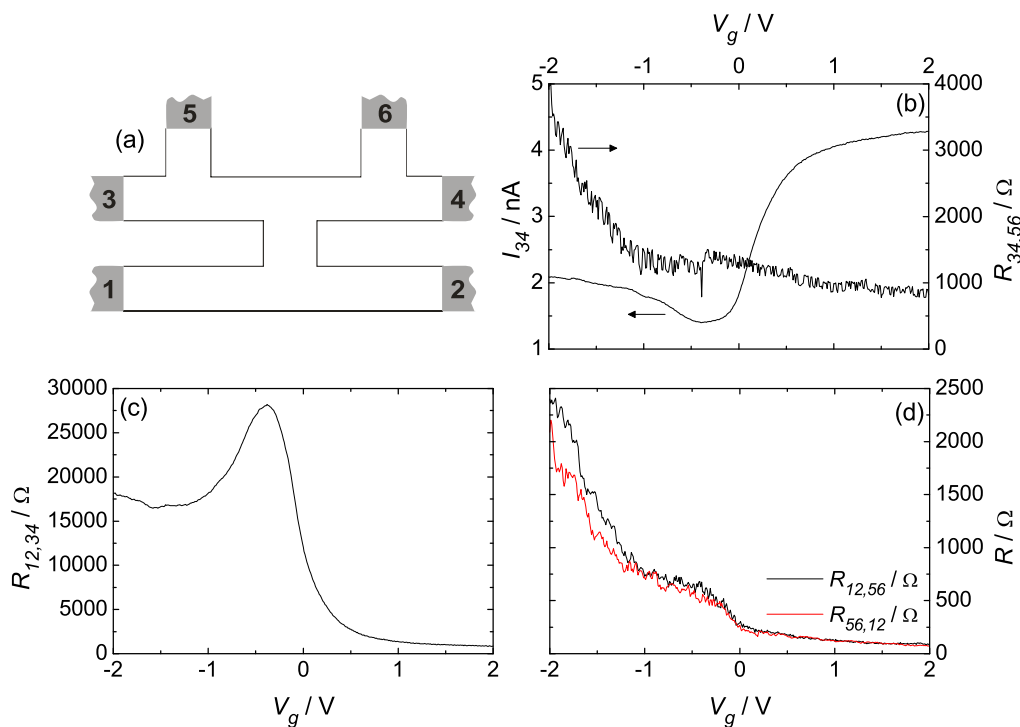 (a)
5
6
3
4
1
2
V_g / V
-2 -1 0 1 2
(b)
5
4
3
2
1
I_34 / nA
4000
3000
2000
1000
0
R_34,56 / Ω
(c)
30000
25000
20000
15000
10000
5000
0
R_12,34 / Ω
-2 -1 0 1 2
V_g / V
(d)
2500
2000
1500
1000
500
0
R / Ω
R_12,56 / Ω
R_56,12 / Ω
-2 -1 0 1 2
V_g / V